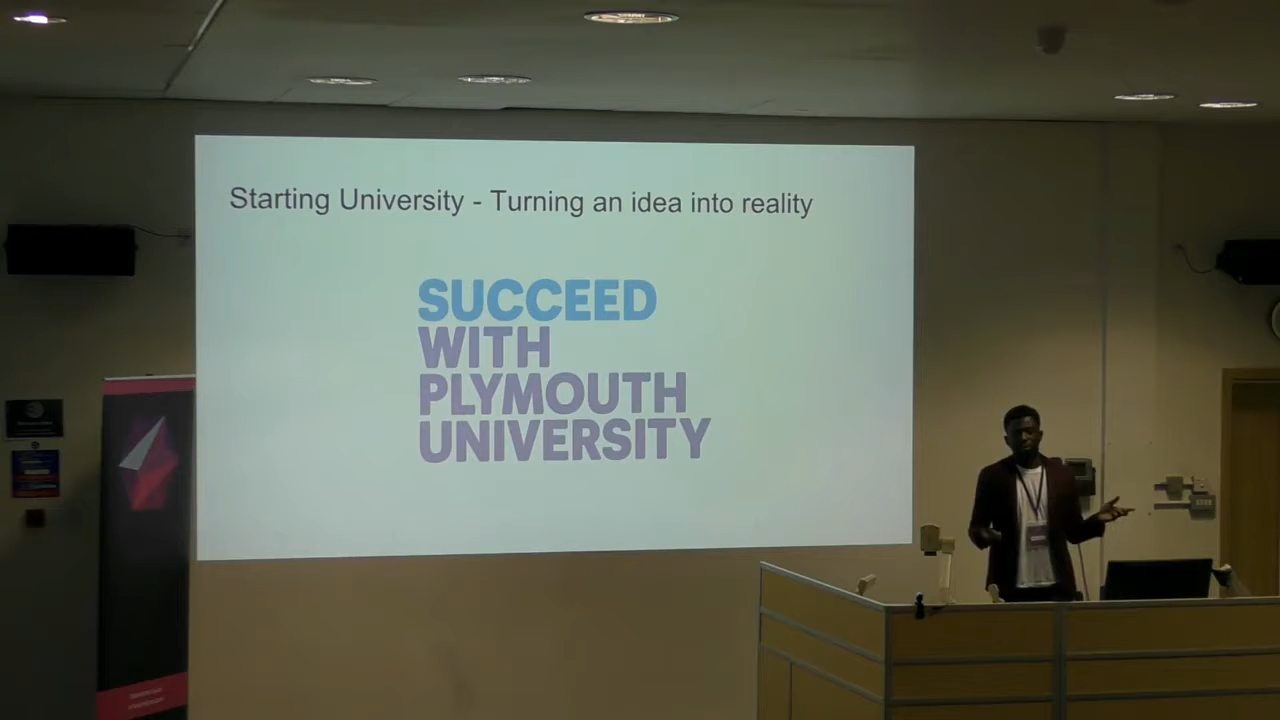 Starting University - Turning an idea into reality
SUCCEED
WITH
PLYMOUTH
UNIVERSITY